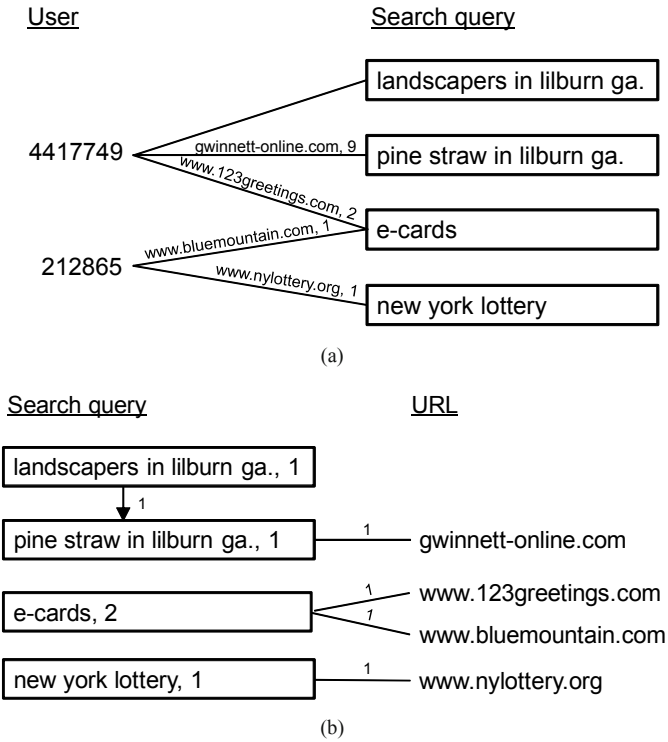 User
Search query
landscapers in lilburn ga.
4417749
gwinnett-online.com, 9
pine straw in lilburn ga.
www.123greetings.com, 2
e-cards
www.bluemountain.com, 1
212865
www.nylottery.org, 1
new york lottery
(a)
Search query
URL
landscapers in lilburn ga., 1
1
pine straw in lilburn ga., 1
1
gwinnett-online.com
e-cards, 2
1
www.123greetings.com
1
www.bluemountain.com
new york lottery, 1
1
www.nylottery.org
(b)